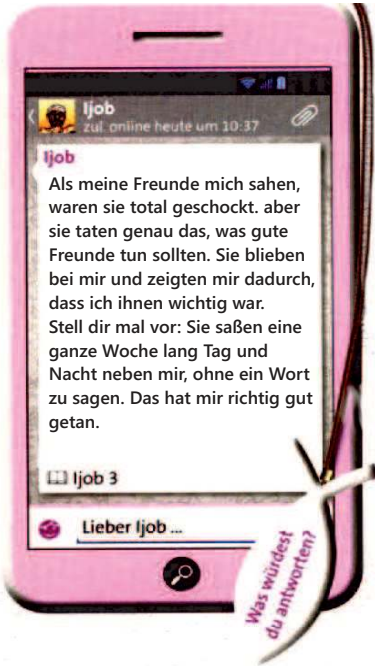 Ijob
zul. online heute um 10:37
Ijob
Als meine Freunde mich sahen,
waren sie total geschockt. aber
sie taten genau das, was gute
Freunde tun sollten. Sie blieben
bei mir und zeigten mir dadurch,
dass ich ihnen wichtig war.
Stell dir mal vor: Sie saßen eine
ganze Woche lang Tag und
Nacht neben mir, ohne ein Wort
zu sagen. Das hat mir richtig gut
getan.
Ijob 3
Lieber Ijob ...
Was würdest
du antworten?